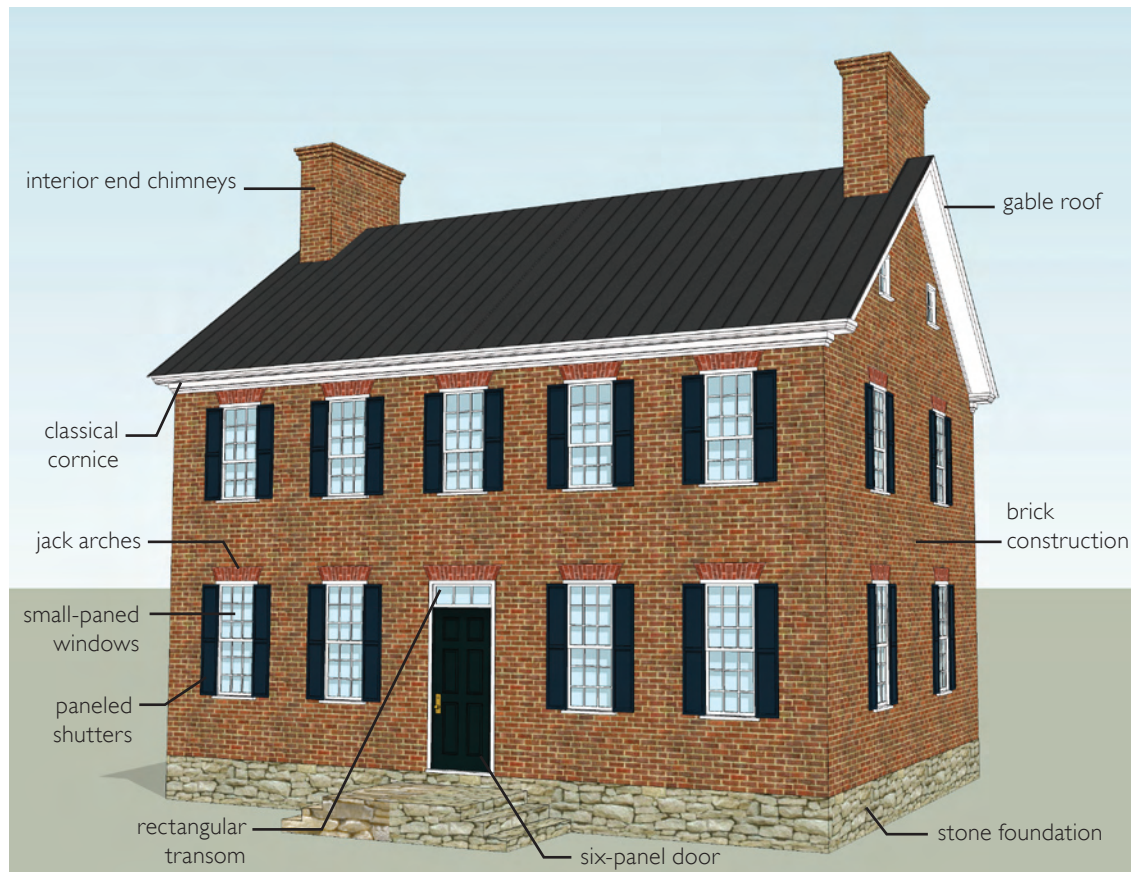 interior end chimneys
gable roof
classical
cornice
jack arches
brick
construction
small-paned
windows
paneled
shutters
rectangular
transom
six-panel door
stone foundation